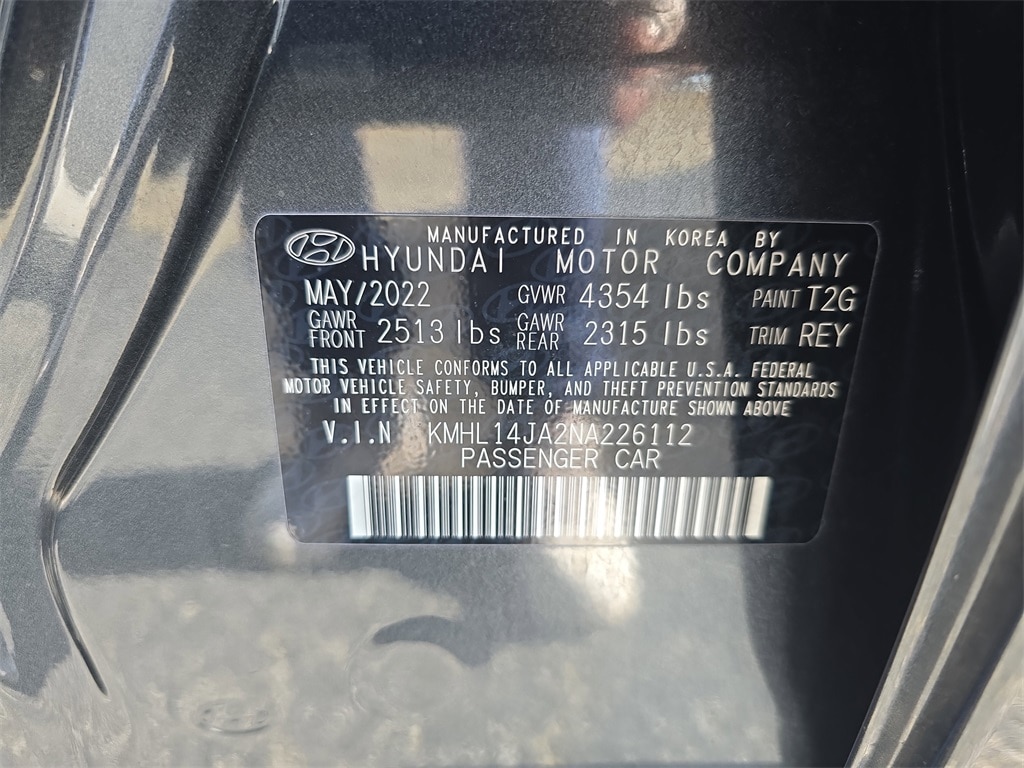 MANUFACTURED IN KOREA BY
HYUNDAI MOTOR COMPANY
MAY/2022 GVWR 4354 lbs PAINT T2G
GAWR FRONT 2513 lbs GAWR REAR 2315 lbs TRIM REY
THIS VEHICLE CONFORMS TO ALL APPLICABLE U.S.A. FEDERAL
MOTOR VEHICLE SAFETY, BUMPER, AND THEFT PREVENTION STANDARDS
IN EFFECT ON THE DATE OF MANUFACTURE SHOWN ABOVE
V.I.N KMHL14JA2NA226112
PASSENGER CAR